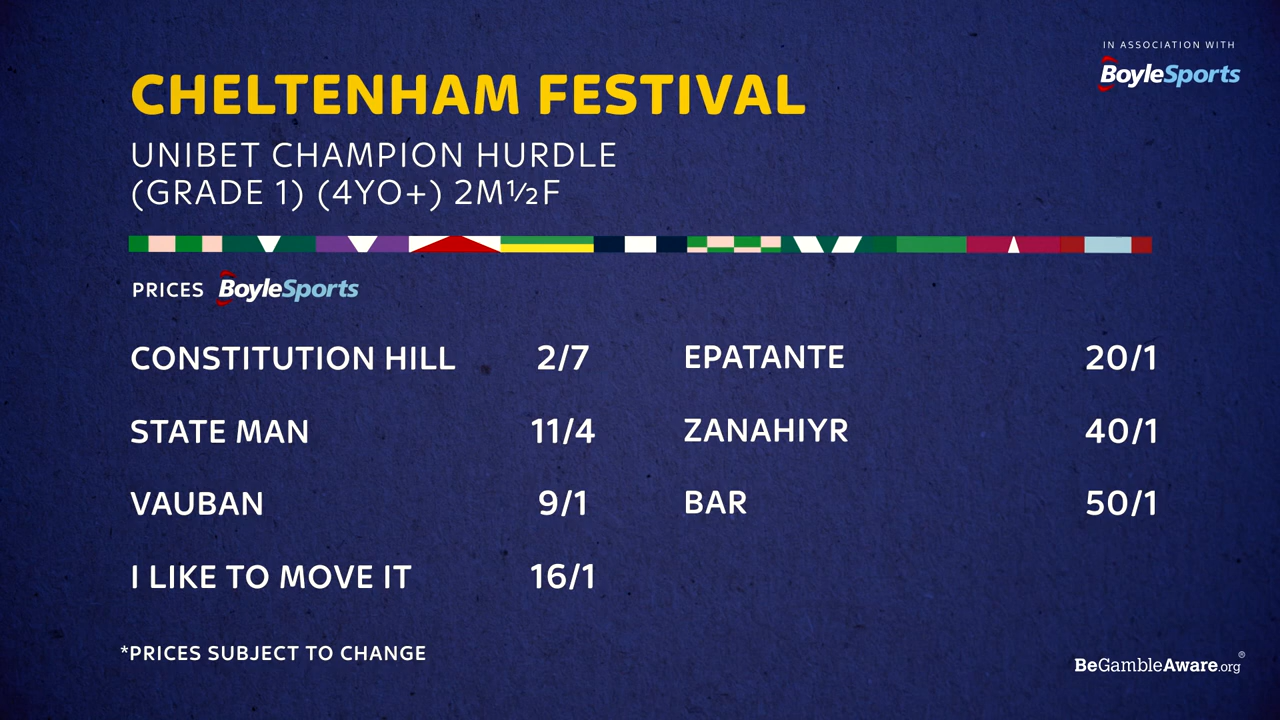 IN ASSOCIATION WITH
BoyleSports
CHELTENHAM FESTIVAL
UNIBET CHAMPION HURDLE
(GRADE 1) (4YO+) 2M½F
PRICES BoyleSports
CONSTITUTION HILL 2/7
STATE MAN 11/4
VAUBAN 9/1
I LIKE TO MOVE IT 16/1
EPATANTE 20/1
ZANAHIYR 40/1
BAR 50/1
*PRICES SUBJECT TO CHANGE
BeGambleAware.org®